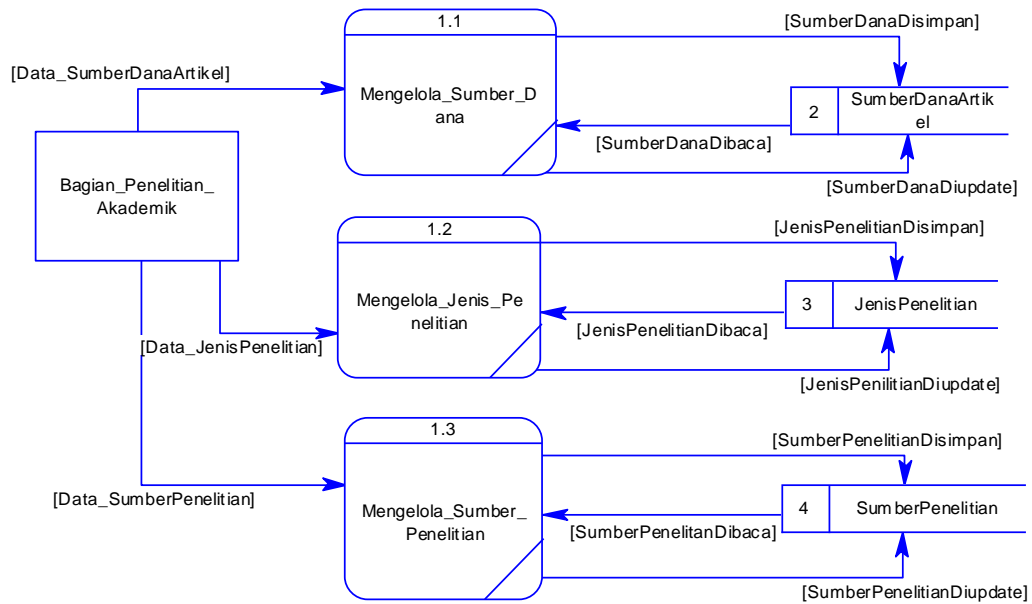 1.1
[SumberDanaDisimpan]
[Data_SumberDanaArtikel]
Mengelola_Sumber_D
ana
2
SumberDanaArtik
el
[SumberDanaDibaca]
[SumberDanaDiupdate]
Bagian_Penelitian_
Akademik
1.2
[JenisPenelitianDisimpan]
Mengelola_Jenis_Pe
nelitian
3
JenisPenelitian
[JenisPenelitianDibaca]
[Data_JenisPenelitian]
[JenisPenilitianDiupdate]
1.3
[SumberPenelitianDisimpan]
[Data_SumberPenelitian]
Mengelola_Sumber_
Penelitian
4
SumberPenelitian
[SumberPenelitanDibaca]
[SumberPenelitianDiupdate]